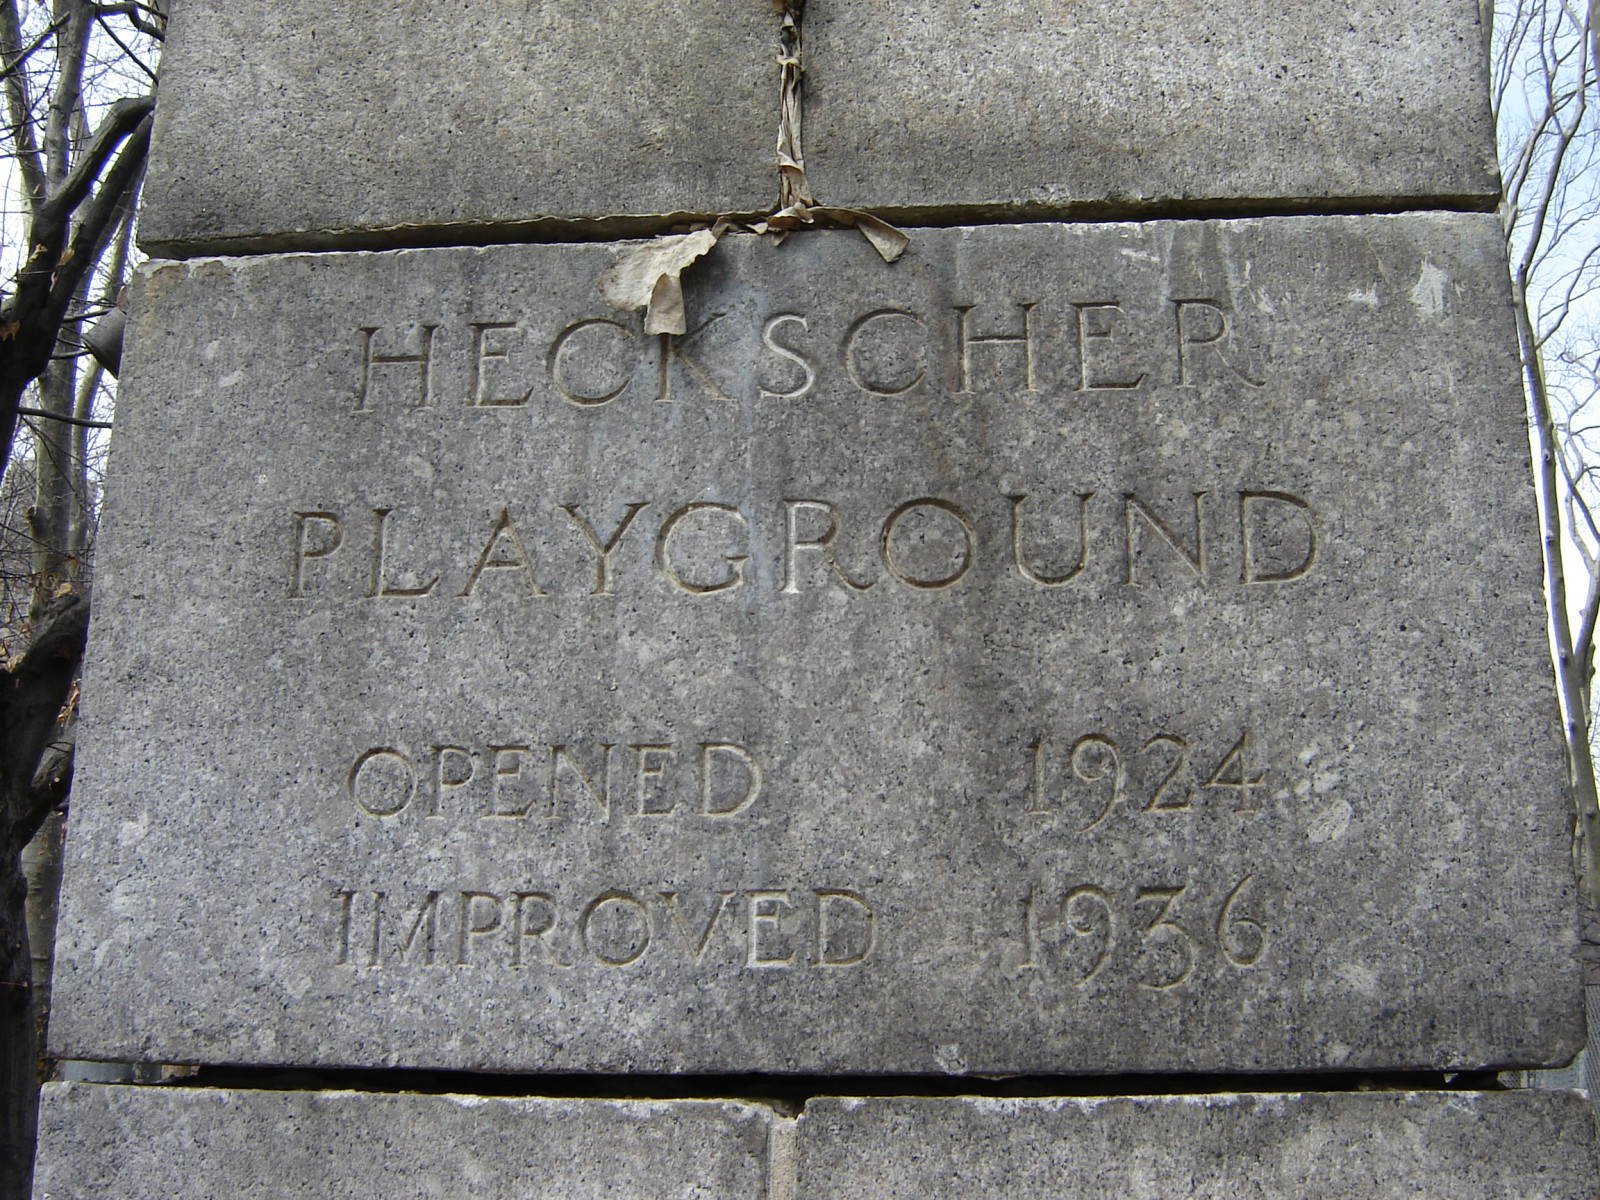 HECKSCHER
PLAYGROUND
OPENED 1924
IMPROVED 1936